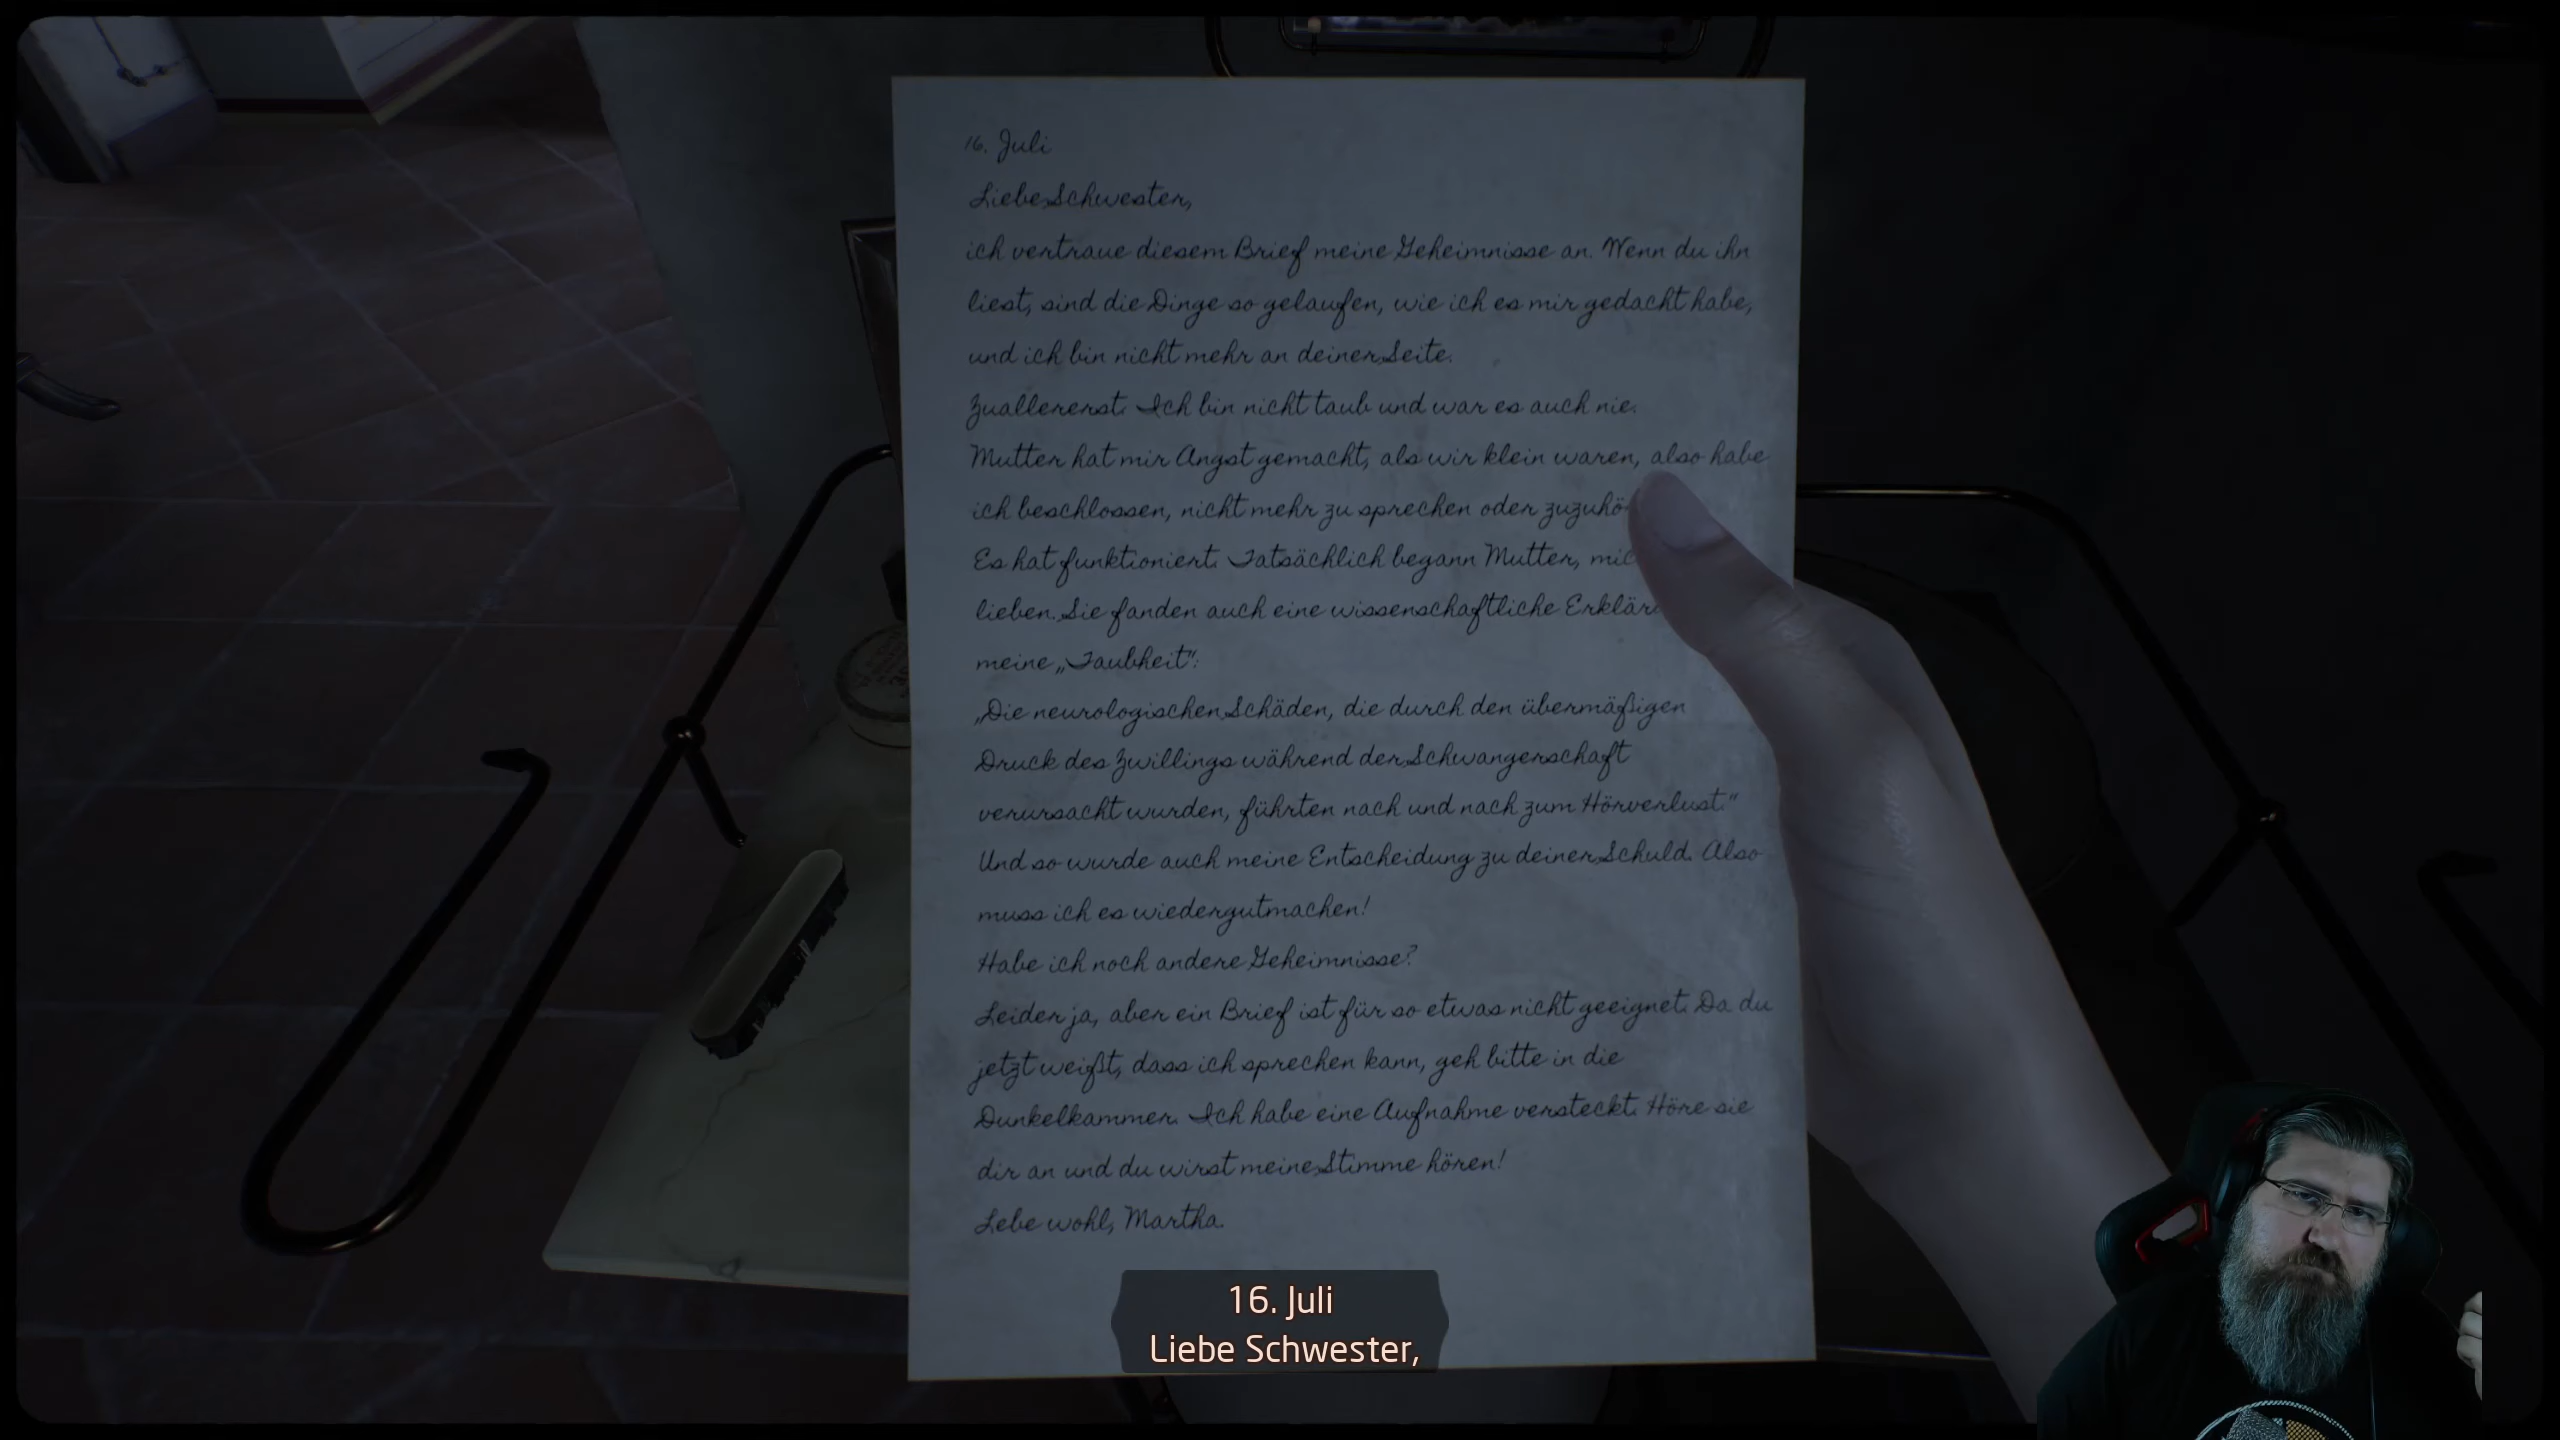 16. Juli
Liebe Schwester,
ich vertraue diesem Brief meine Geheimnisse an. Wenn du ihn
liest, sind die Dinge so gelaufen, wie ich es mir gedacht habe,
und ich bin nicht mehr an deiner Seite.
Zuallererst: Ich bin nicht taub und war es auch nie.
Mutter hat mir Angst gemacht, als wir klein waren, also habe
ich beschlossen, nicht mehr zu sprechen oder
Es hat funktioniert. Tatsächlich begann Mutter,
lieben. Sie fanden auch eine wissenschaftliche
meine „Taubheit“:
„Die neurologischen Schäden, die durch den übermäßigen
Druck des Zwillings während der Schwangerschaft
verursacht wurden, führten nach und nach zum Hörverlust.“
Und so wurde auch meine Entscheidung zu deiner Schuld. Also
muss ich es wiedergutmachen!
Habe ich noch andere Geheimnisse?
Leider ja, aber ein Brief ist für so etwas nicht geeignet. Da du
jetzt weißt, dass ich sprechen kann, geh bitte in die
Dunkelkammer. Ich habe eine Aufnahme versteckt. Höre sie
dir an und du wirst meine Stimme hören!
Lebe wohl, Martha.
16. Juli
Liebe Schwester,